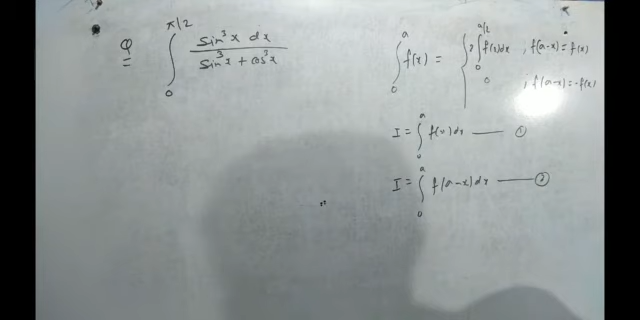 Q ∫₀^(π/2) sin³x dx / (sin³x + cos³x)
∫₀^a f(x) = { 2∫₀^(a/2) f(x)dx ; f(a-x) = f(x)
0 ; f(a-x) = -f(x)
I = ∫₀^a f(x) dx —— ①
I = ∫₀^a f(a-x) dx —— ②